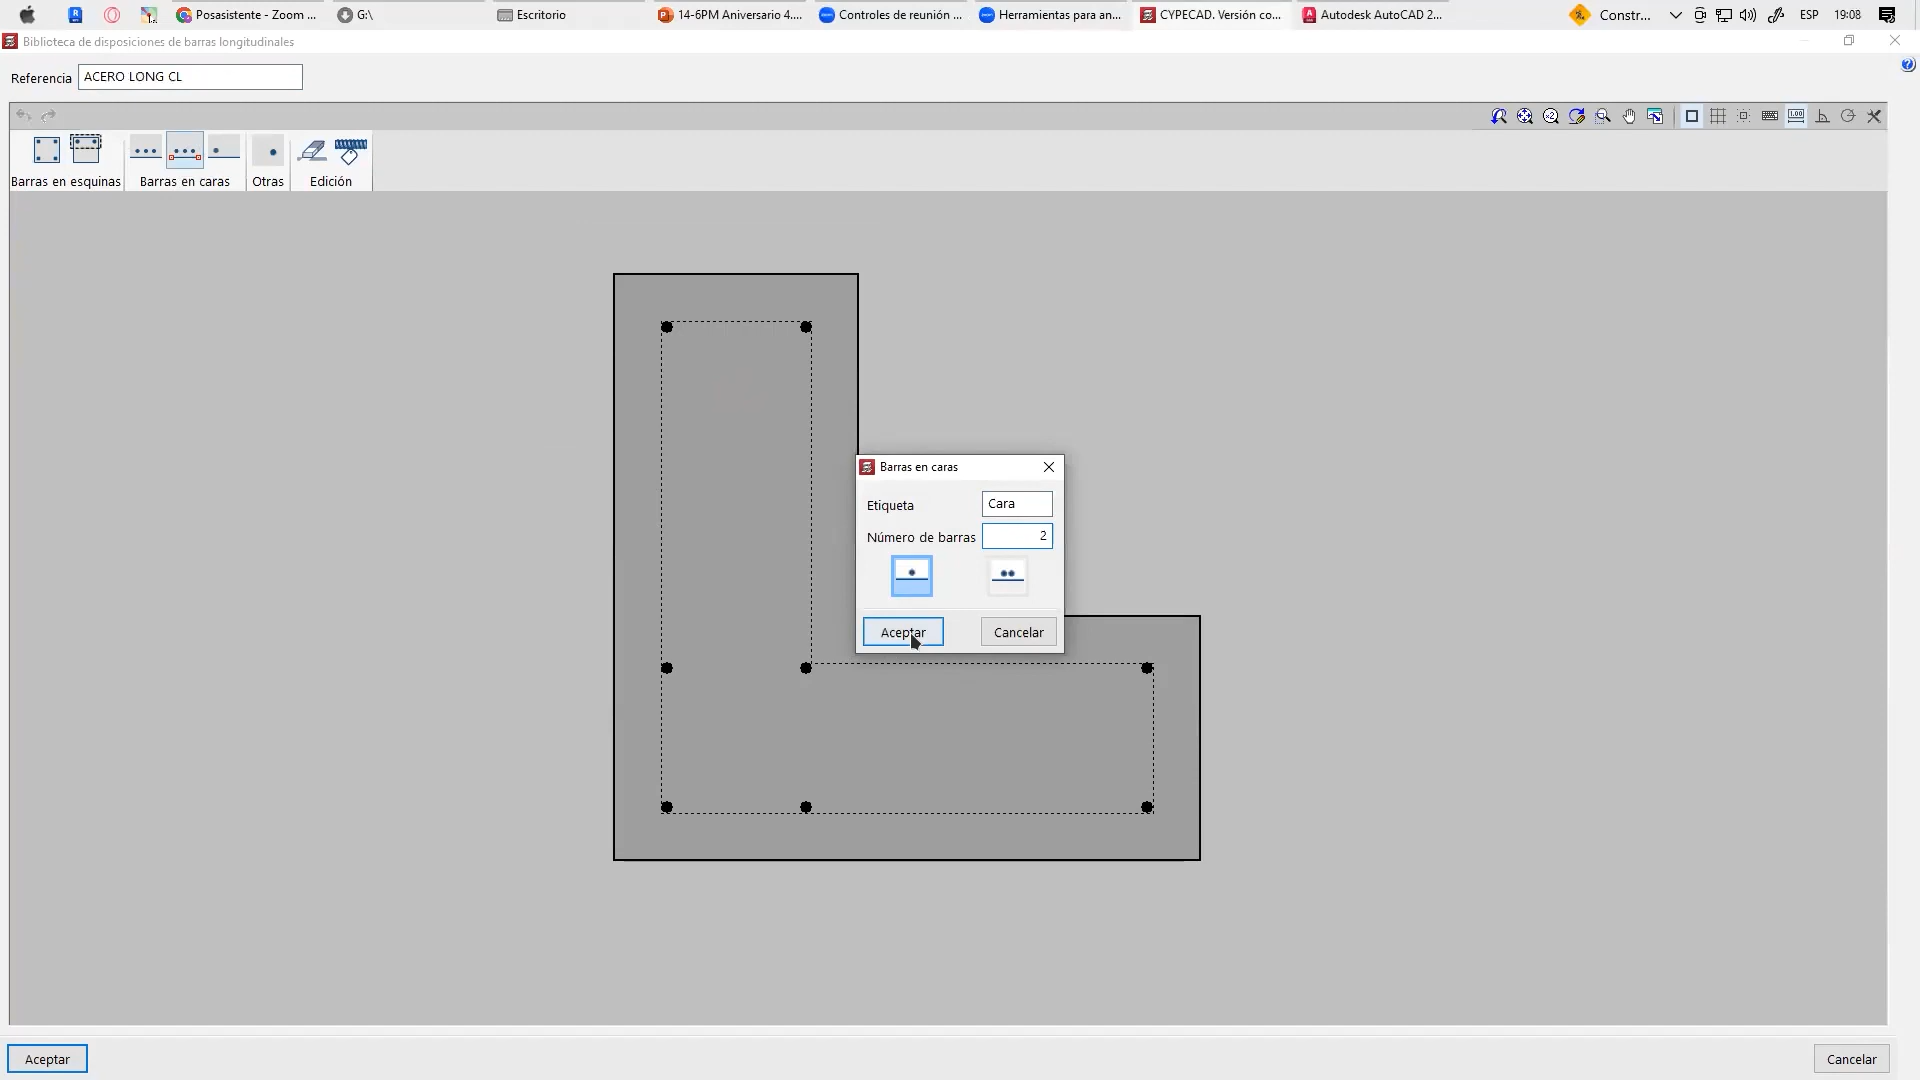 Posasistente - Zoom ...
G:\
Escritorio
14-6PM Aniversario 4....
Controles de reunión ...
Herramientas para an...
CYPECAD. Versión co...
Autodesk AutoCAD 2...
Constr...
ESP
19:08
Biblioteca de disposiciones de barras longitudinales
Referencia
ACERO LONG CL
Barras en esquinas
Barras en caras
Otras
Edición
Barras en caras
Etiqueta
Cara
Número de barras
2
Aceptar
Cancelar
Aceptar
Cancelar